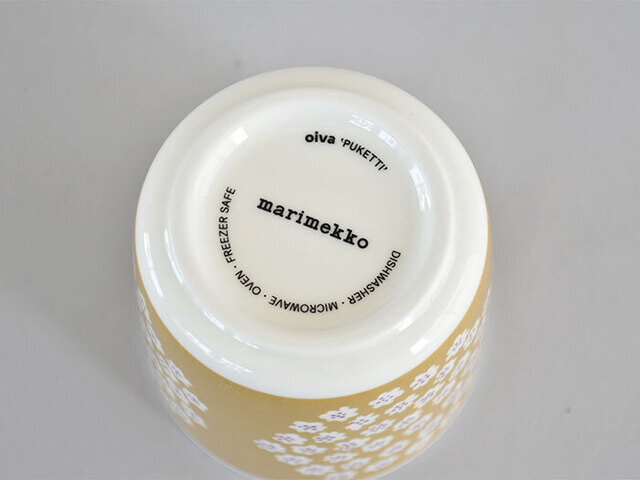 oiva 'PUKETTI'
marimekko
DISHWASHER · MICROWAVE · OVEN · FREEZER SAFE